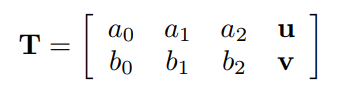 T = [ a₀ a₁ a₂ u
b₀ b₁ b₂ v ]